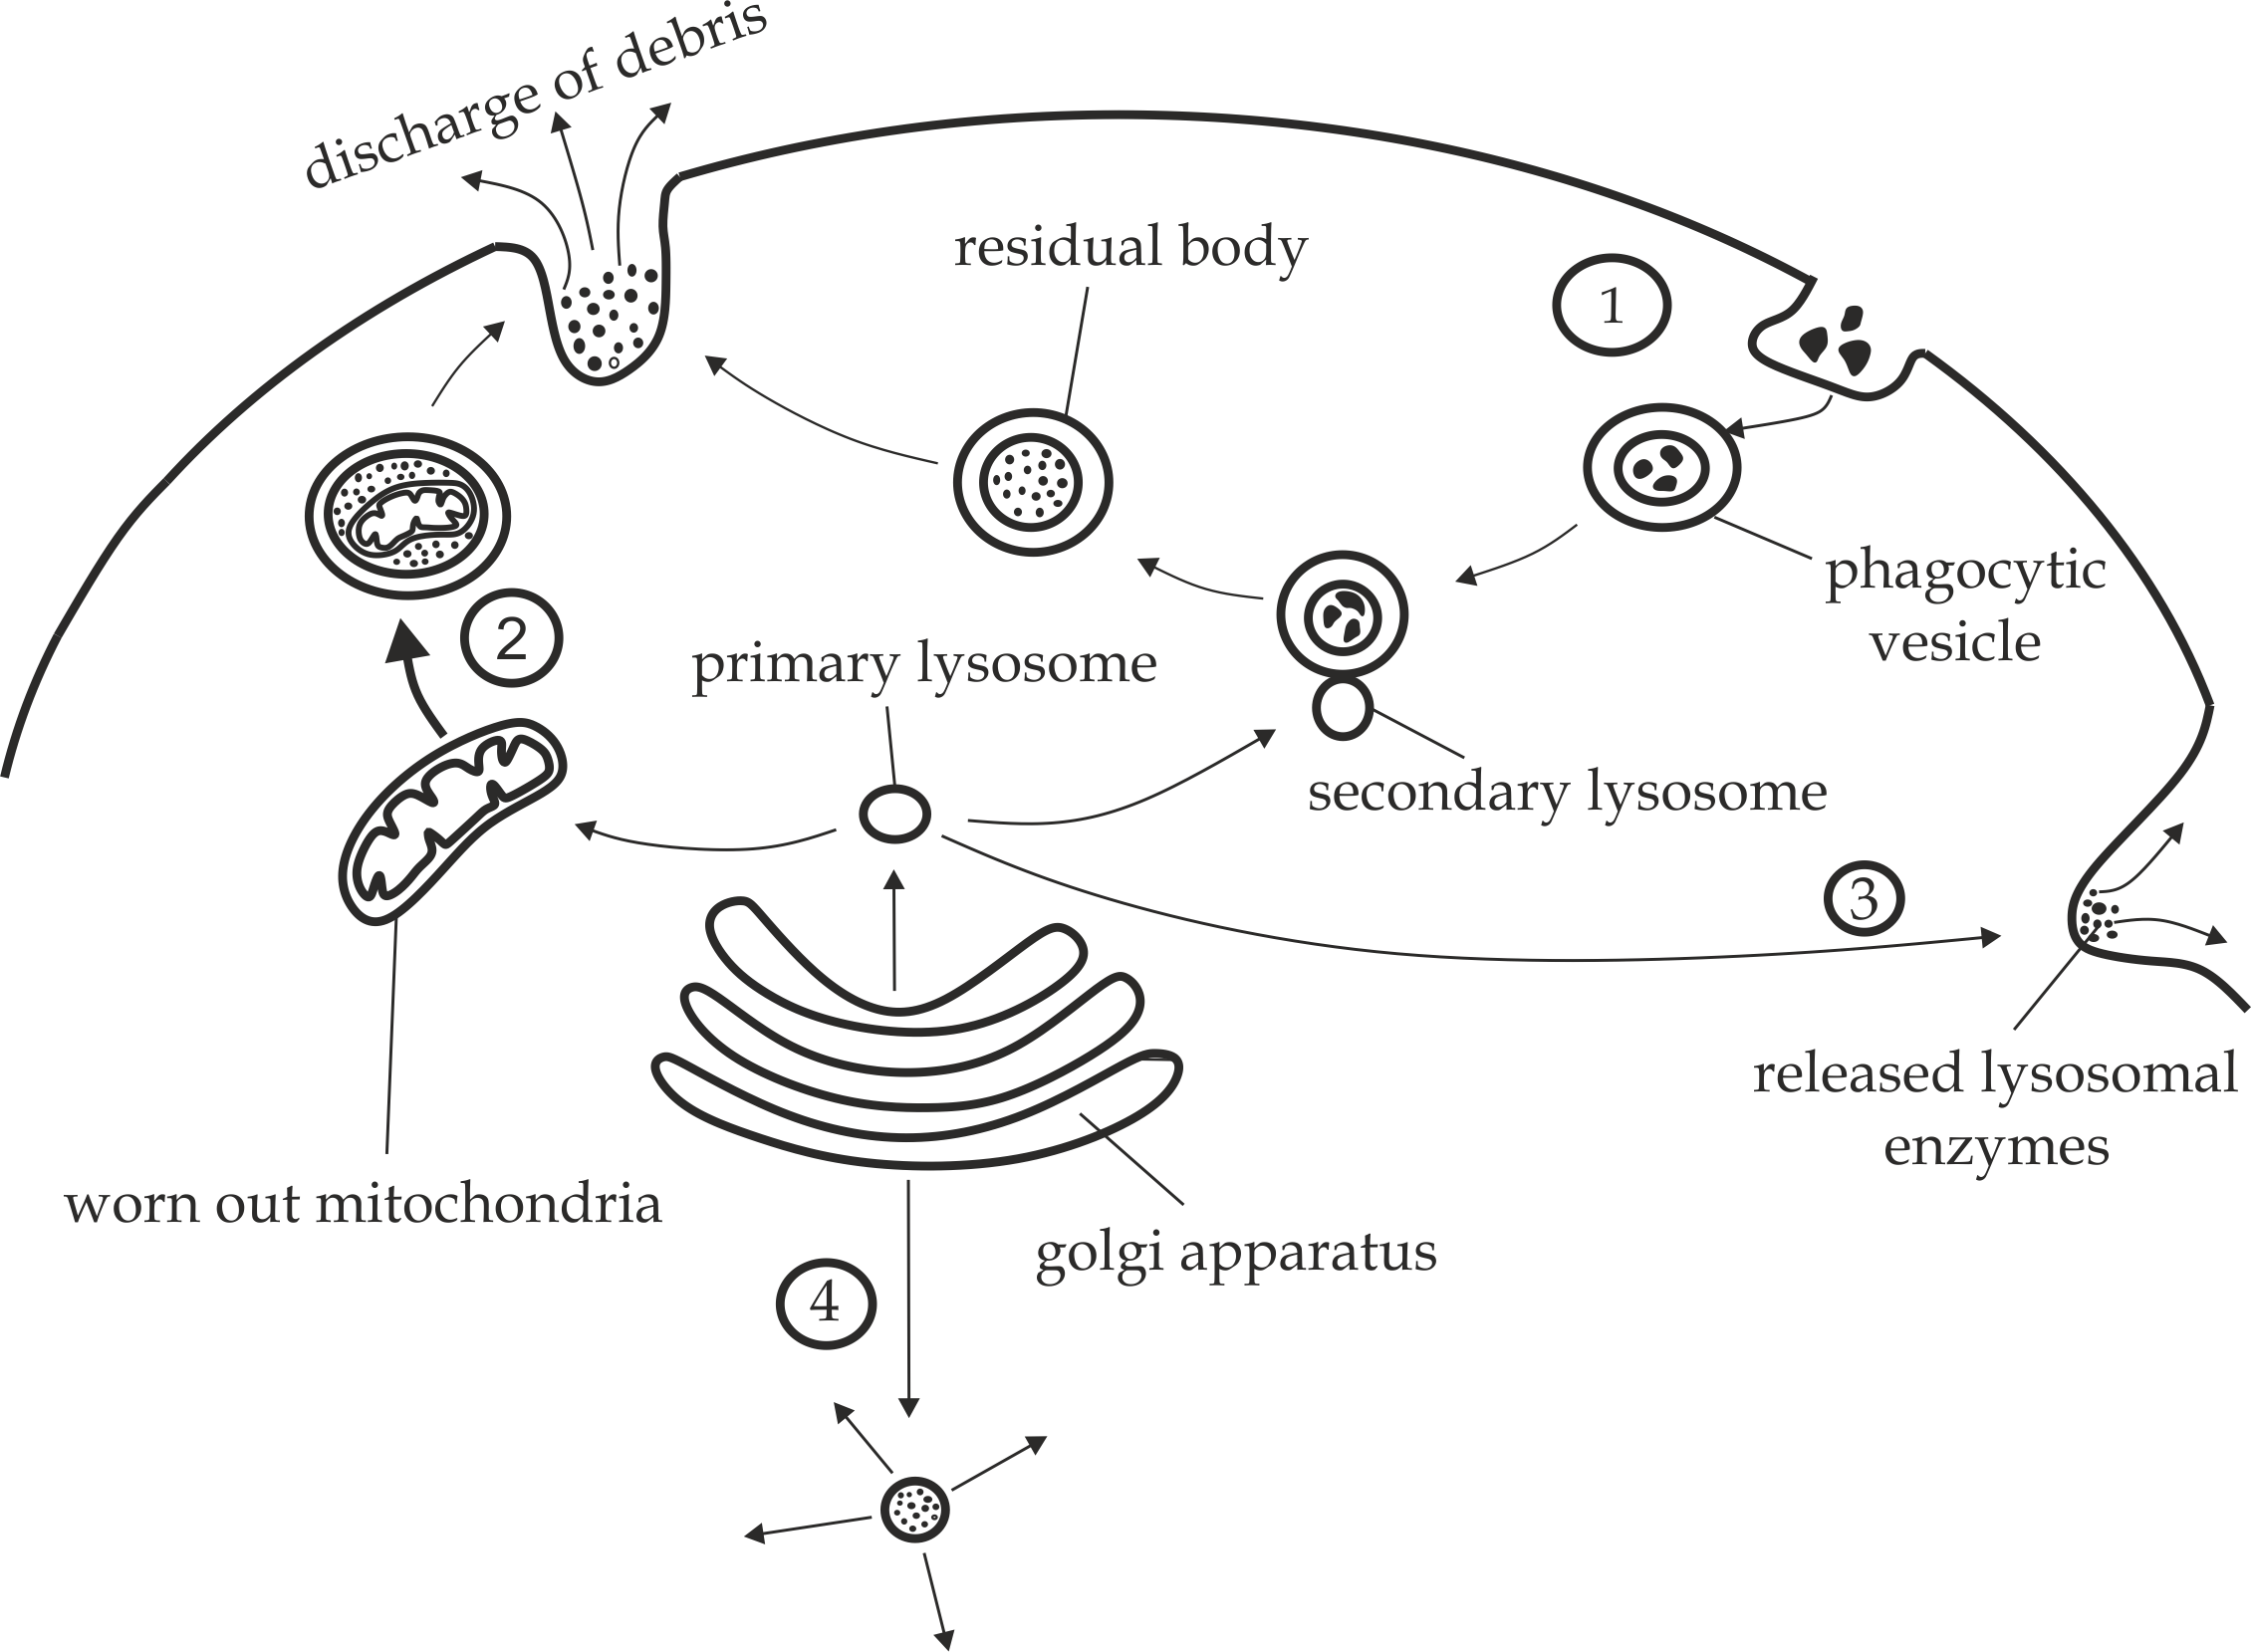 discharge of debris
residual body
1
phagocytic
vesicle
2
primary lysosome
secondary lysosome
3
released lysosomal
enzymes
worn out mitochondria
golgi apparatus
4